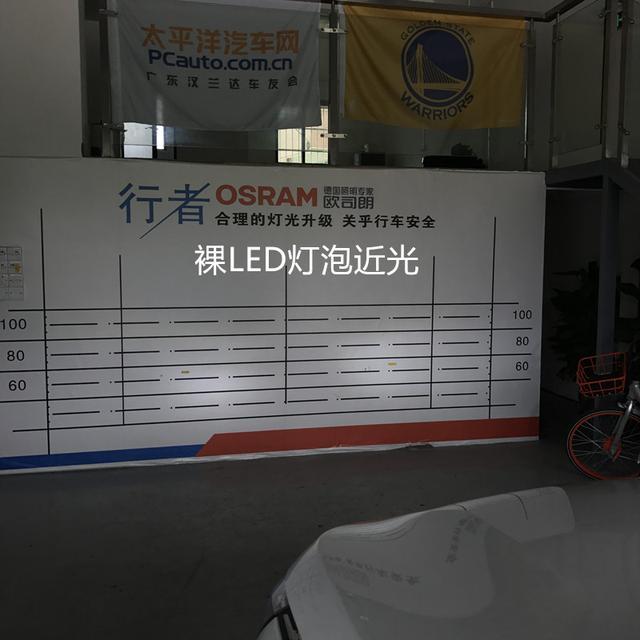 太平洋汽车网
PCauto.com.cn
广东汉兰达车友会
GOLDEN STATE
WARRIORS
行者 OSRAM 德国照明专家
欧司朗
合理的灯光升级 关乎行车安全
裸LED灯泡近光
100 100
80 80
60 60